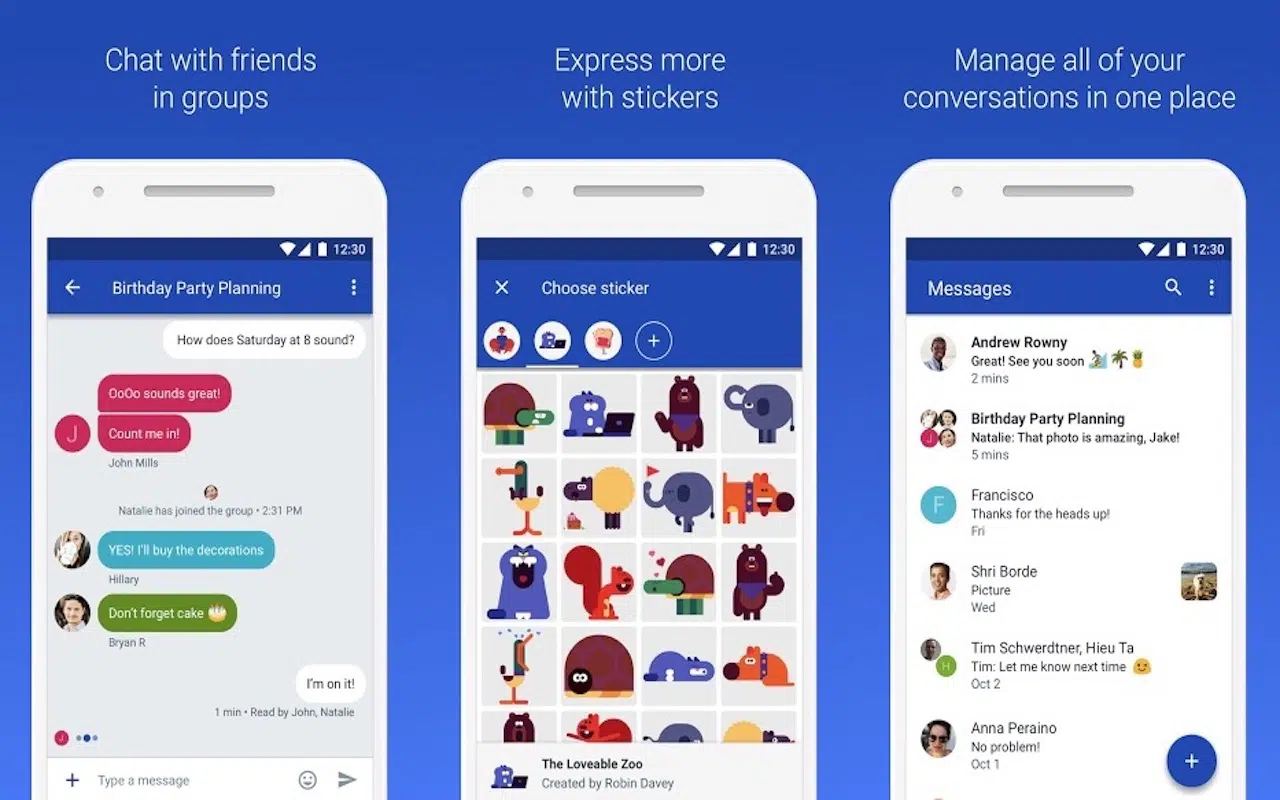 Chat with friends
in groups
12:30
Birthday Party Planning
How does Saturday at 8 sound?
OoOo sounds great!
J
Count me in!
John Mills
Natalie has joined the group • 2:31 PM
YES! I'll buy the decorations
Hillary
Don't forget cake 🎂
Bryan R
I'm on it!
1 min • Read by John, Natalie
J
+ Type a message
Express more
with stickers
12:30
Choose sticker
The Loveable Zoo
Created by Robin Davey
Manage all of your
conversations in one place
12:30
Messages
Andrew Rowny
Great! See you soon 🏄🌴🍍
2 mins
Birthday Party Planning
J
Natalie: That photo is amazing, Jake!
5 mins
F
Francisco
Thanks for the heads up!
Fri
Shri Borde
Picture
Wed
Tim Schwerdtner, Hieu Ta
H
Tim: Let me know next time 😉
Oct 2
Anna Peraino
No problem!
Oct 1
+